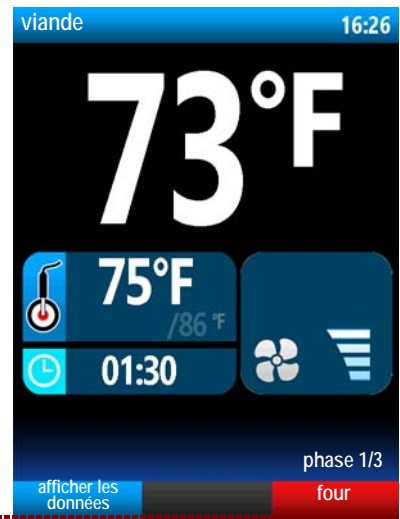 viande 16:26
73°F
75°F
/86 °F
01:30
phase 1/3
afficher les
données
four